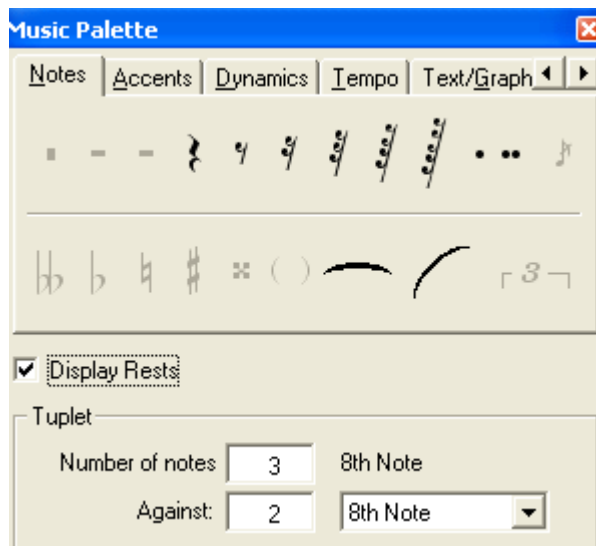 Music Palette
Notes Accents Dynamics Tempo Text/Graph
3
Display Rests
Tuplet
Number of notes 3 8th Note
Against: 2 8th Note